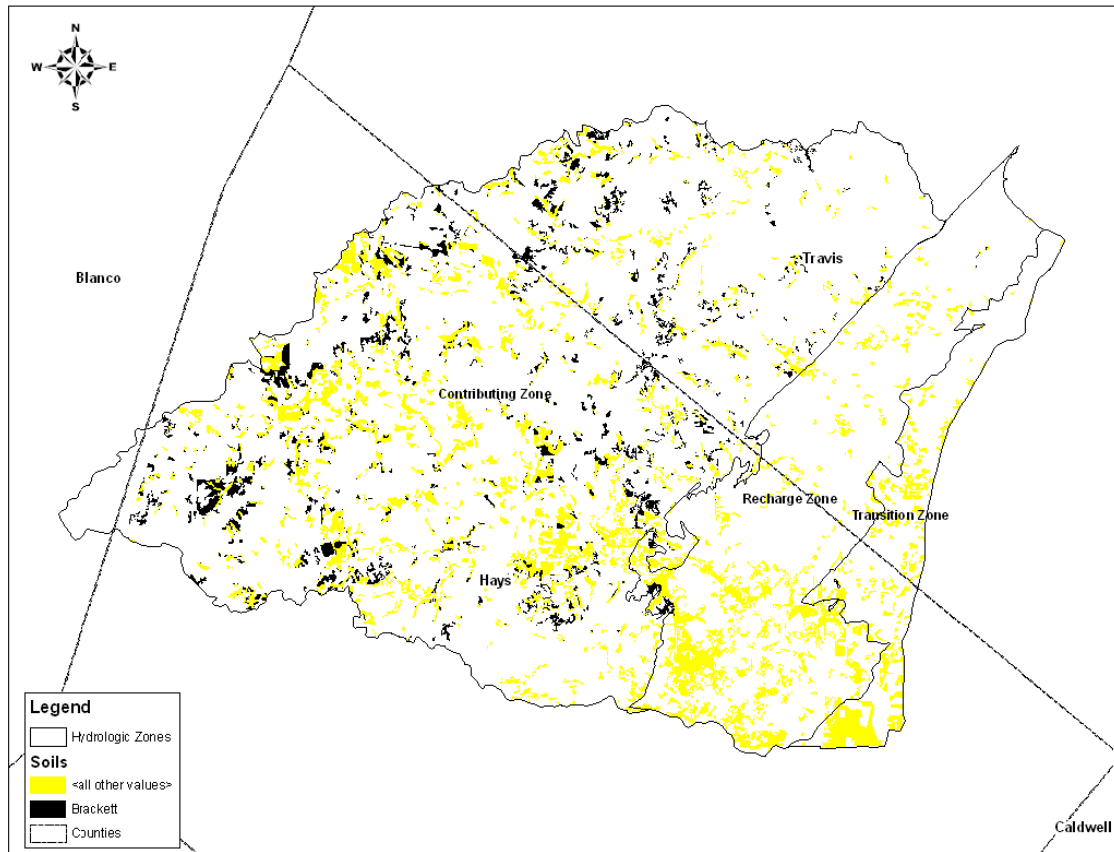 N
W E
S
Blanco
Travis
Contributing Zone
Recharge Zone
Transition Zone
Hays
Legend
Hydrologic Zones
Soils
<all other values>
Brackett
Counties
Caldwell